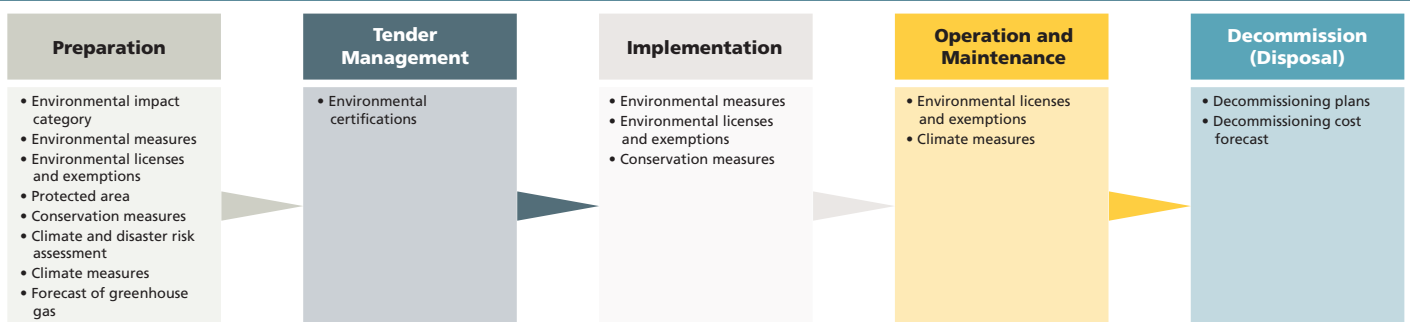 Preparation
• Environmental impact
category
• Environmental measures
• Environmental licenses
and exemptions
• Protected area
• Conservation measures
• Climate and disaster risk
assessment
• Climate measures
• Forecast of greenhouse
gas
Tender
Management
• Environmental
certifications
Implementation
• Environmental measures
• Environmental licenses
and exemptions
• Conservation measures
Operation and
Maintenance
• Environmental licenses
and exemptions
• Climate measures
Decommission
(Disposal)
• Decommissioning plans
• Decommissioning cost
forecast